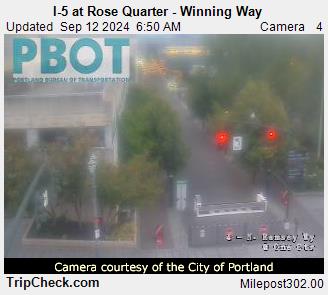 I-5 at Rose Quarter - Winning Way
Updated Sep 12 2024 6:50 AM Camera 4
PBOT
PORTLAND BUREAU OF TRANSPORTATION
Camera courtesy of the City of Portland
TripCheck.com Milepost302.00